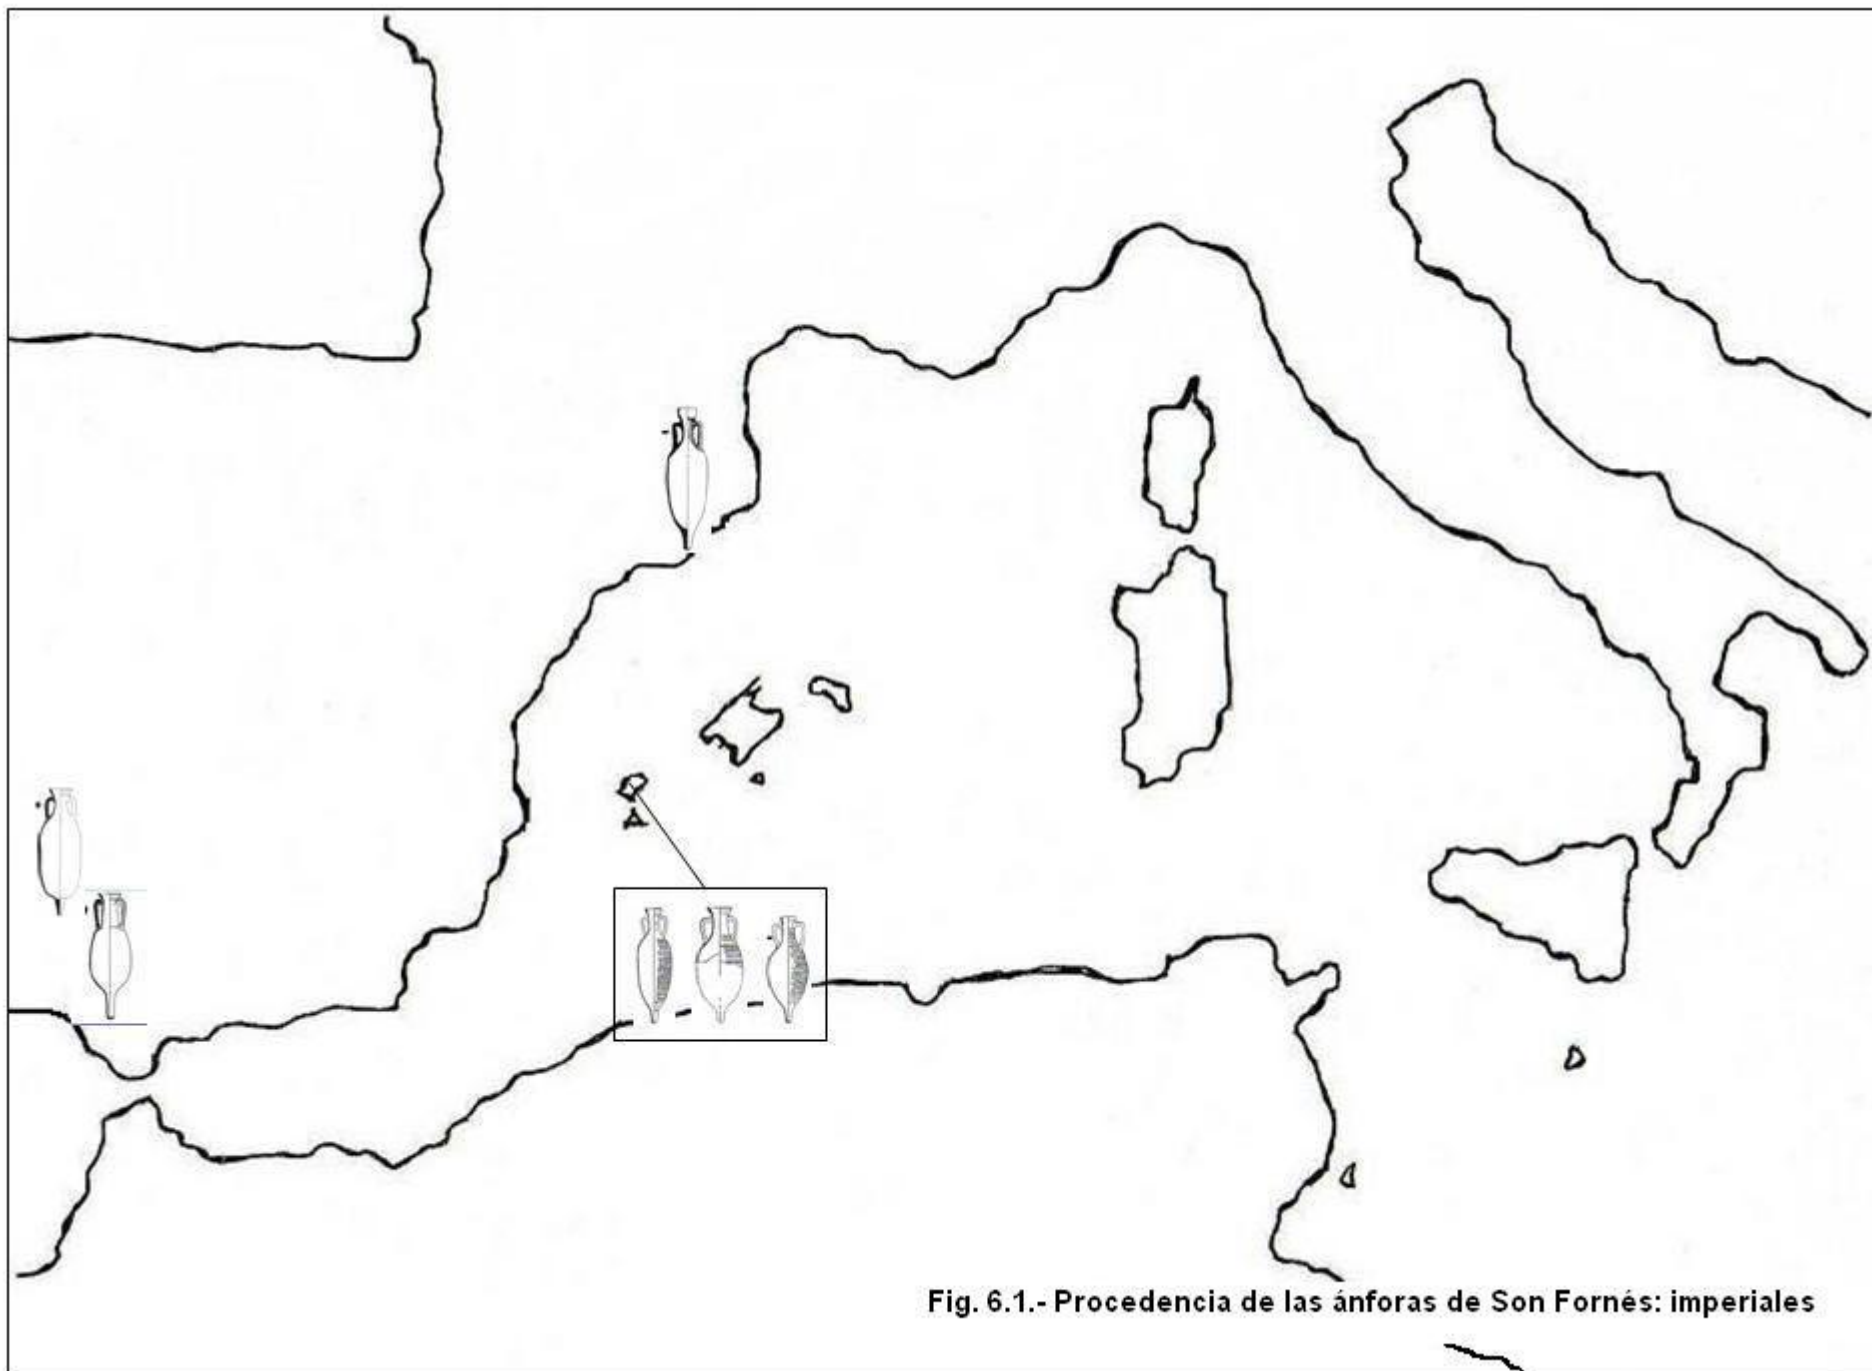 Fig. 6.1.- Procedencia de las ánforas de Son Fornés: imperiales